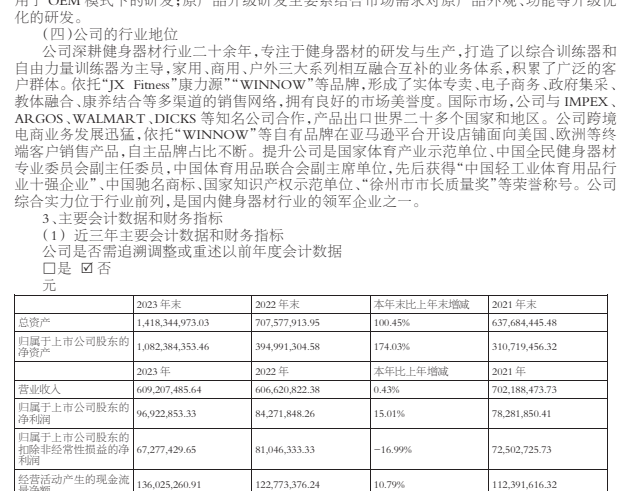 用于 OEM 模式下的研发；原产品升级研发主要系结合市场需求对原产品外观、功能等升级优
化的研发。
(四)公司的行业地位
公司深耕健身器材行业二十余年，专注于健身器材的研发与生产，打造了以综合训练器和
自由力量训练器为主导，家用、商用、户外三大系列相互融合互补的业务体系，积累了广泛的客
户群体。依托“JX Fitness”康力源”“WINNOW”等品牌，形成了实体专卖、电子商务、政府集采、
教体融合、康养结合等多渠道的销售网络，拥有良好的市场美誉度。国际市场，公司与 IMPEX、
ARGOS、WALMART、DICKS 等知名公司合作，产品出口世界二十多个国家和地区。公司跨境
电商业务发展迅猛，依托“WINNOW”等自有品牌在亚马逊平台开设店铺面向美国、欧洲等终
端客户销售产品，自主品牌占比不断。提升公司是国家体育产业示范单位、中国全民健身器材
专业委员会副主任委员，中国体育用品联合会副主席单位，先后获得“中国轻工业体育用品行
业十强企业”、中国驰名商标、国家知识产权示范单位、“徐州市市长质量奖”等荣誉称号。公司
综合实力位于行业前列，是国内健身器材行业的领军企业之一。
3、主要会计数据和财务指标
(1) 近三年主要会计数据和财务指标
公司是否需追溯调整或重述以前年度会计数据
□是 ☑否
元
2023 年末 2022 年末 本年末比上年末增减 2021 年末
总资产 1,418,344,973.03 707,577,913.95 100.45% 637,684,445.48
归属于上市公司股东的
净资产 1,082,384,353.46 394,991,304.58 174.03% 310,719,456.32
2023 年 2022 年 本年比上年增减 2021 年
营业收入 609,207,485.64 606,620,822.38 0.43% 702,188,473.73
归属于上市公司股东的
净利润 96,922,853.33 84,271,848.26 15.01% 78,281,850.41
归属于上市公司股东的
扣除非经常性损益的净
利润 67,277,429.65 81,046,333.33 -16.99% 72,502,725.73
经营活动产生的现金流
量净额 136,025,260.91 122,773,376.24 10.79% 112,391,616.32